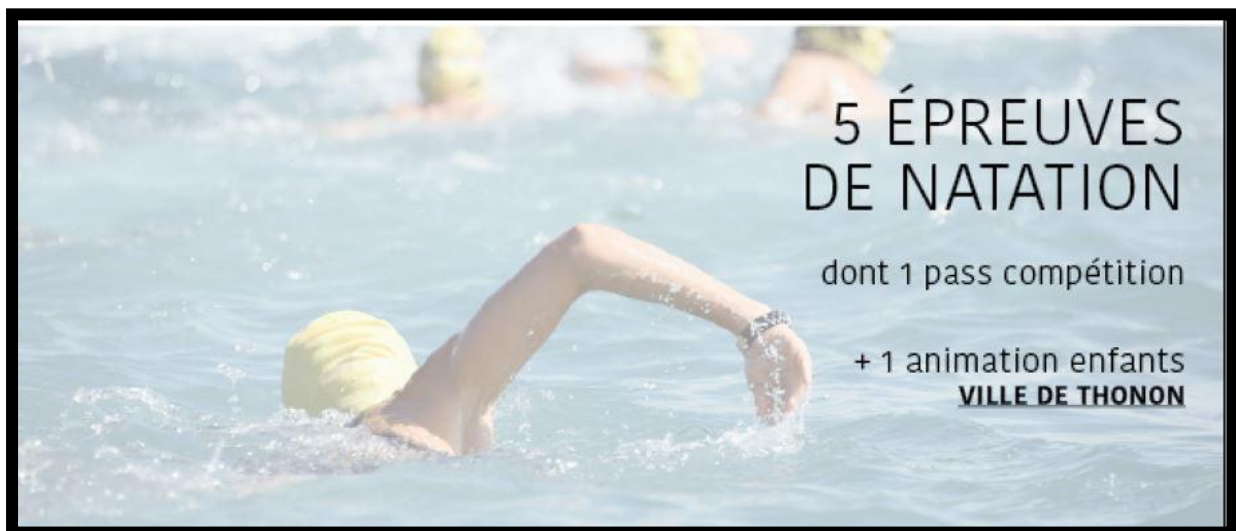 5 ÉPREUVES
DE NATATION
dont 1 pass compétition
+ 1 animation enfants
VILLE DE THONON